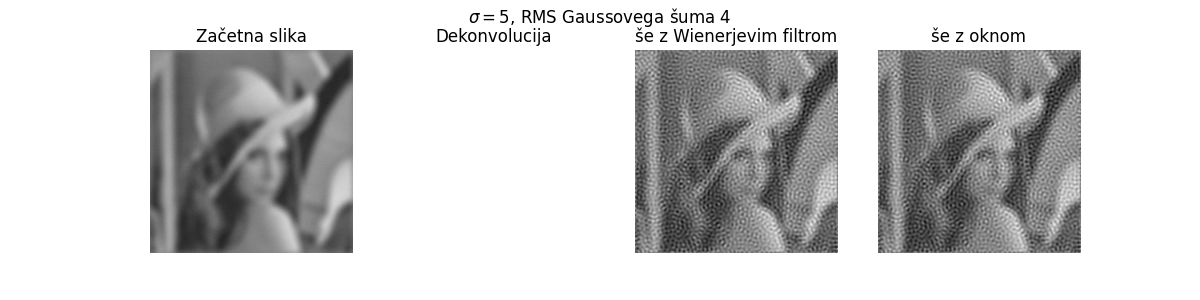 σ = 5, RMS Gaussovega šuma 4
Začetna slika
Dekonvolucija
še z Wienerjevim filtrom
še z oknom